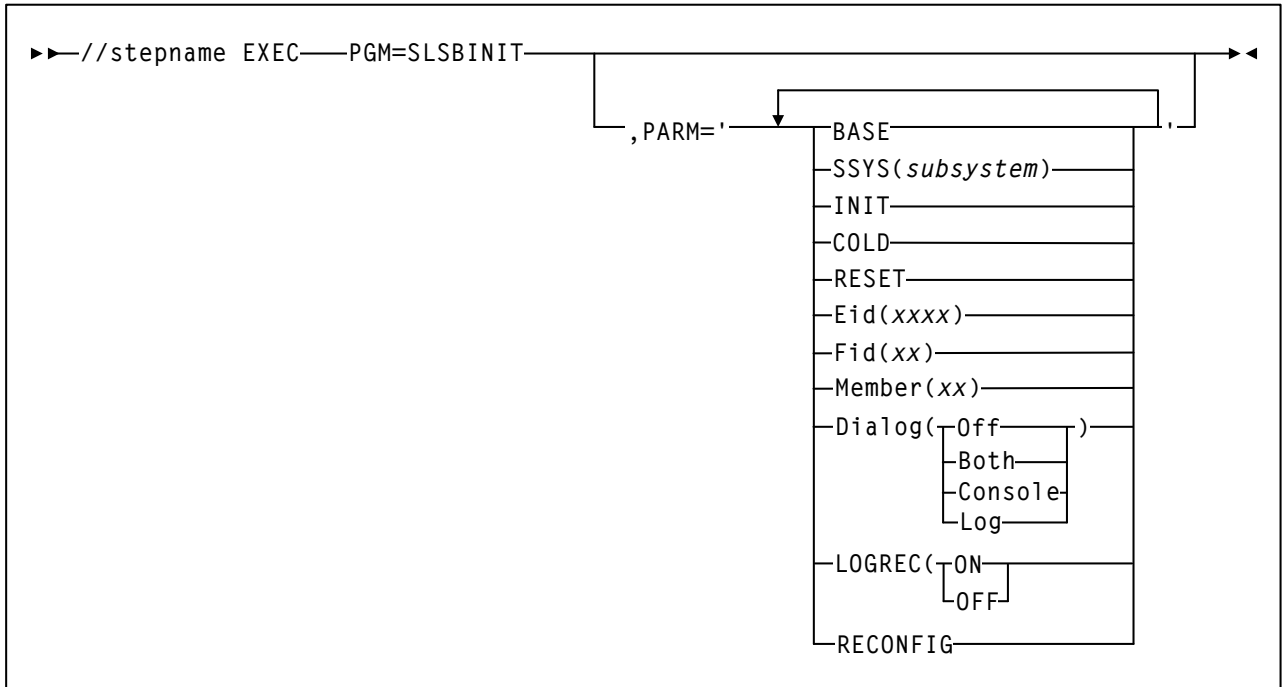 //stepname EXEC PGM=SLSBINIT
,PARM=' BASE '
SSYS(subsystem)
INIT
COLD
RESET
Eid(xxxx)
Fid(xx)
Member(xx)
Dialog( Off )
Both
Console
Log
LOGREC( ON
OFF
RECONFIG